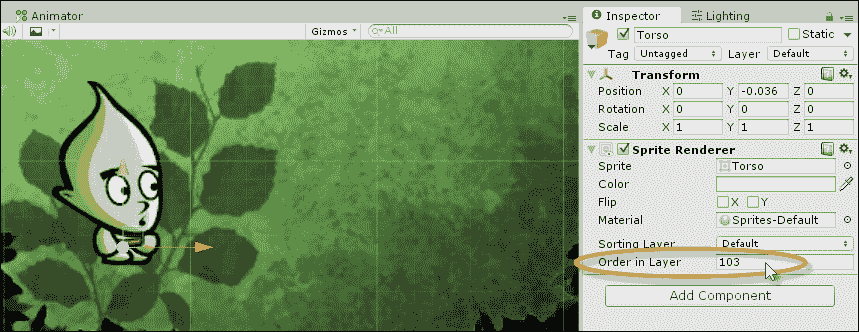 Animator
Gizmos
All
Inspector
Lighting
Torso
Static
Tag Untagged Layer Default
Transform
Position X 0 Y -0.036 Z 0
Rotation X 0 Y 0 Z 0
Scale X 1 Y 1 Z 1
Sprite Renderer
Sprite Torso
Color
Flip X Y
Material Sprites-Default
Sorting Layer Default
Order in Layer 103
Add Component